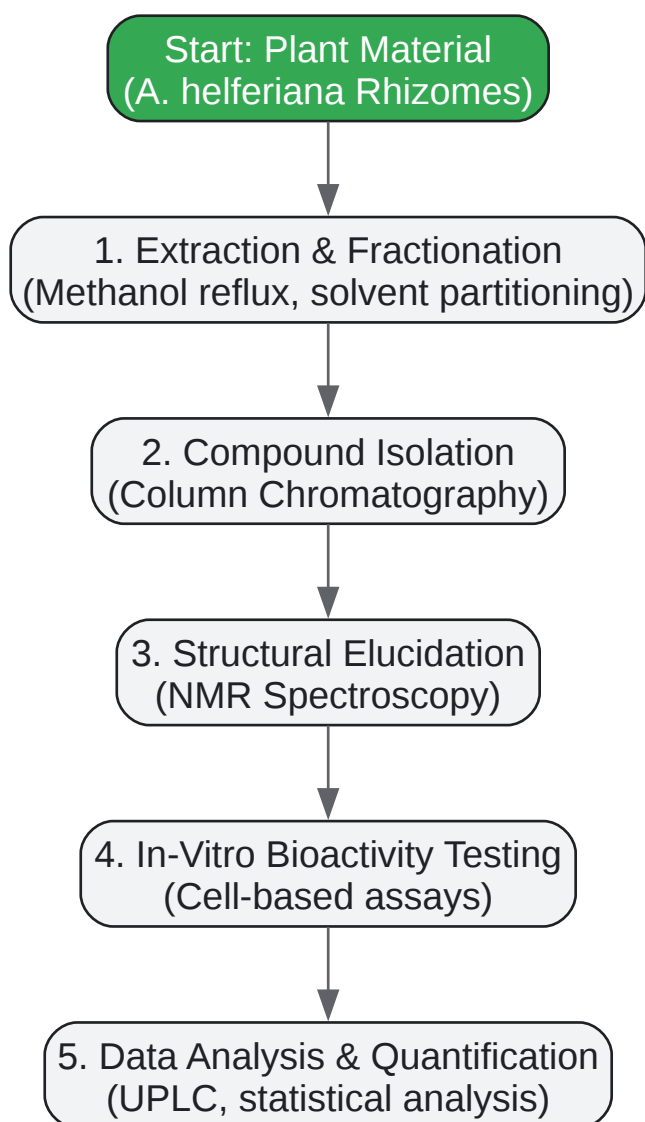 Start: Plant Material
(A. helferiana Rhizomes)
1. Extraction & Fractionation
(Methanol reflux, solvent partitioning)
2. Compound Isolation
(Column Chromatography)
3. Structural Elucidation
(NMR Spectroscopy)
4. In-Vitro Bioactivity Testing
(Cell-based assays)
5. Data Analysis & Quantification
(UPLC, statistical analysis)